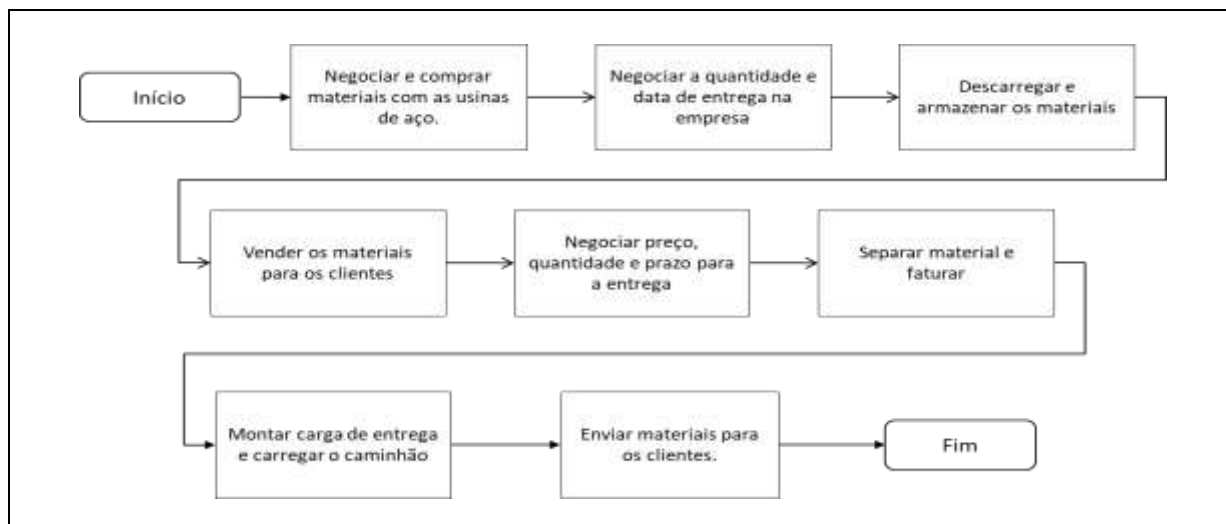 Início
Negociar e comprar
materiais com as usinas
de aço.
Negociar a quantidade e
data de entrega na
empresa
Descarregar e
armazenar os materiais
Vender os materiais
para os clientes
Negociar preço,
quantidade e prazo para
a entrega
Separar material e
faturar
Montar carga de entrega
e carregar o caminhão
Enviar materiais para
os clientes.
Fim